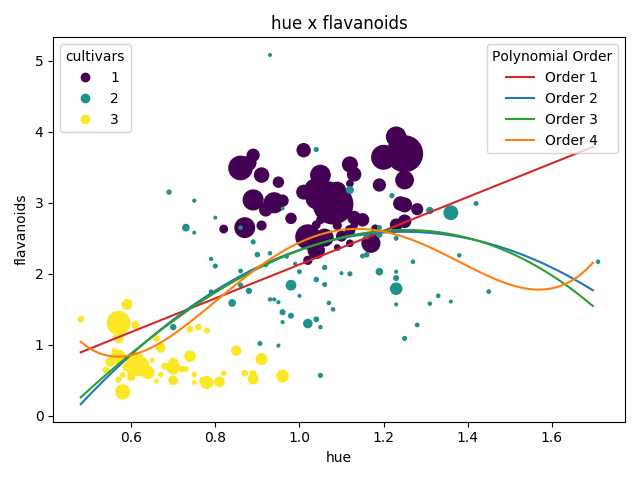 hue x flavanoids
cultivars
1
2
3
Polynomial Order
Order 1
Order 2
Order 3
Order 4
flavanoids
5
4
3
2
1
0
0.6 0.8 1.0 1.2 1.4 1.6
hue